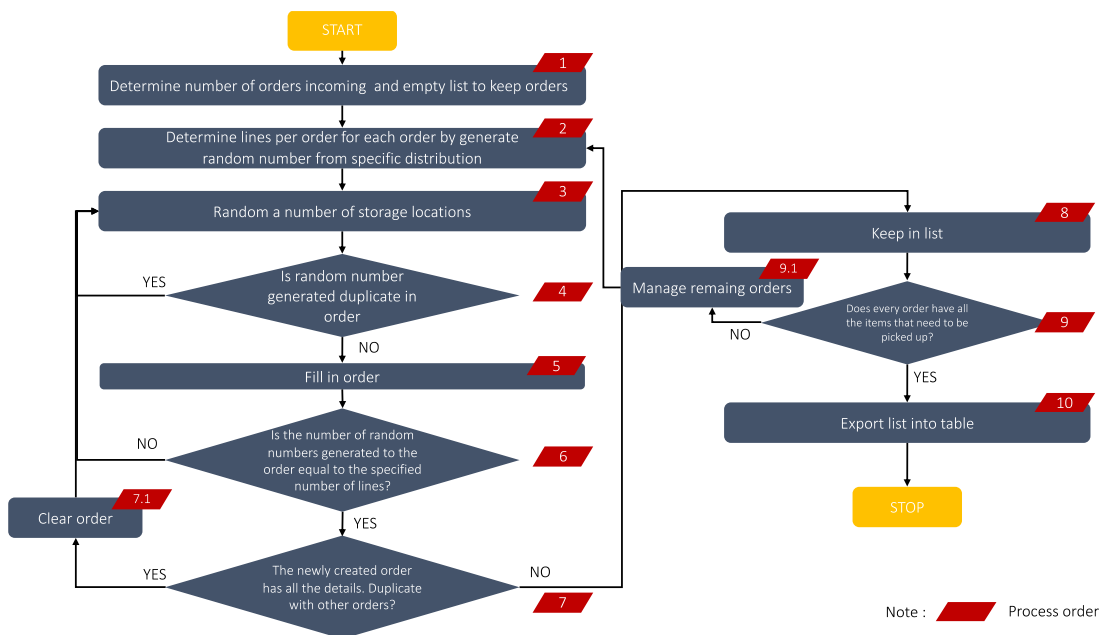 START
1
Determine number of orders incoming and empty list to keep orders
2
Determine lines per order for each order by generate
random number from specific distribution
3
Random a number of storage locations
YES
Is random number
generated duplicate in
order
4
NO
5
Fill in order
NO
Is the number of random
numbers generated to the
order equal to the specified
number of lines?
6
7.1
Clear order
YES
YES
The newly created order
has all the details. Duplicate
with other orders?
NO
7
8
Keep in list
9.1
Manage remaing orders
NO
Does every order have all
the items that need to be
picked up?
9
YES
10
Export list into table
STOP
Note : Process order